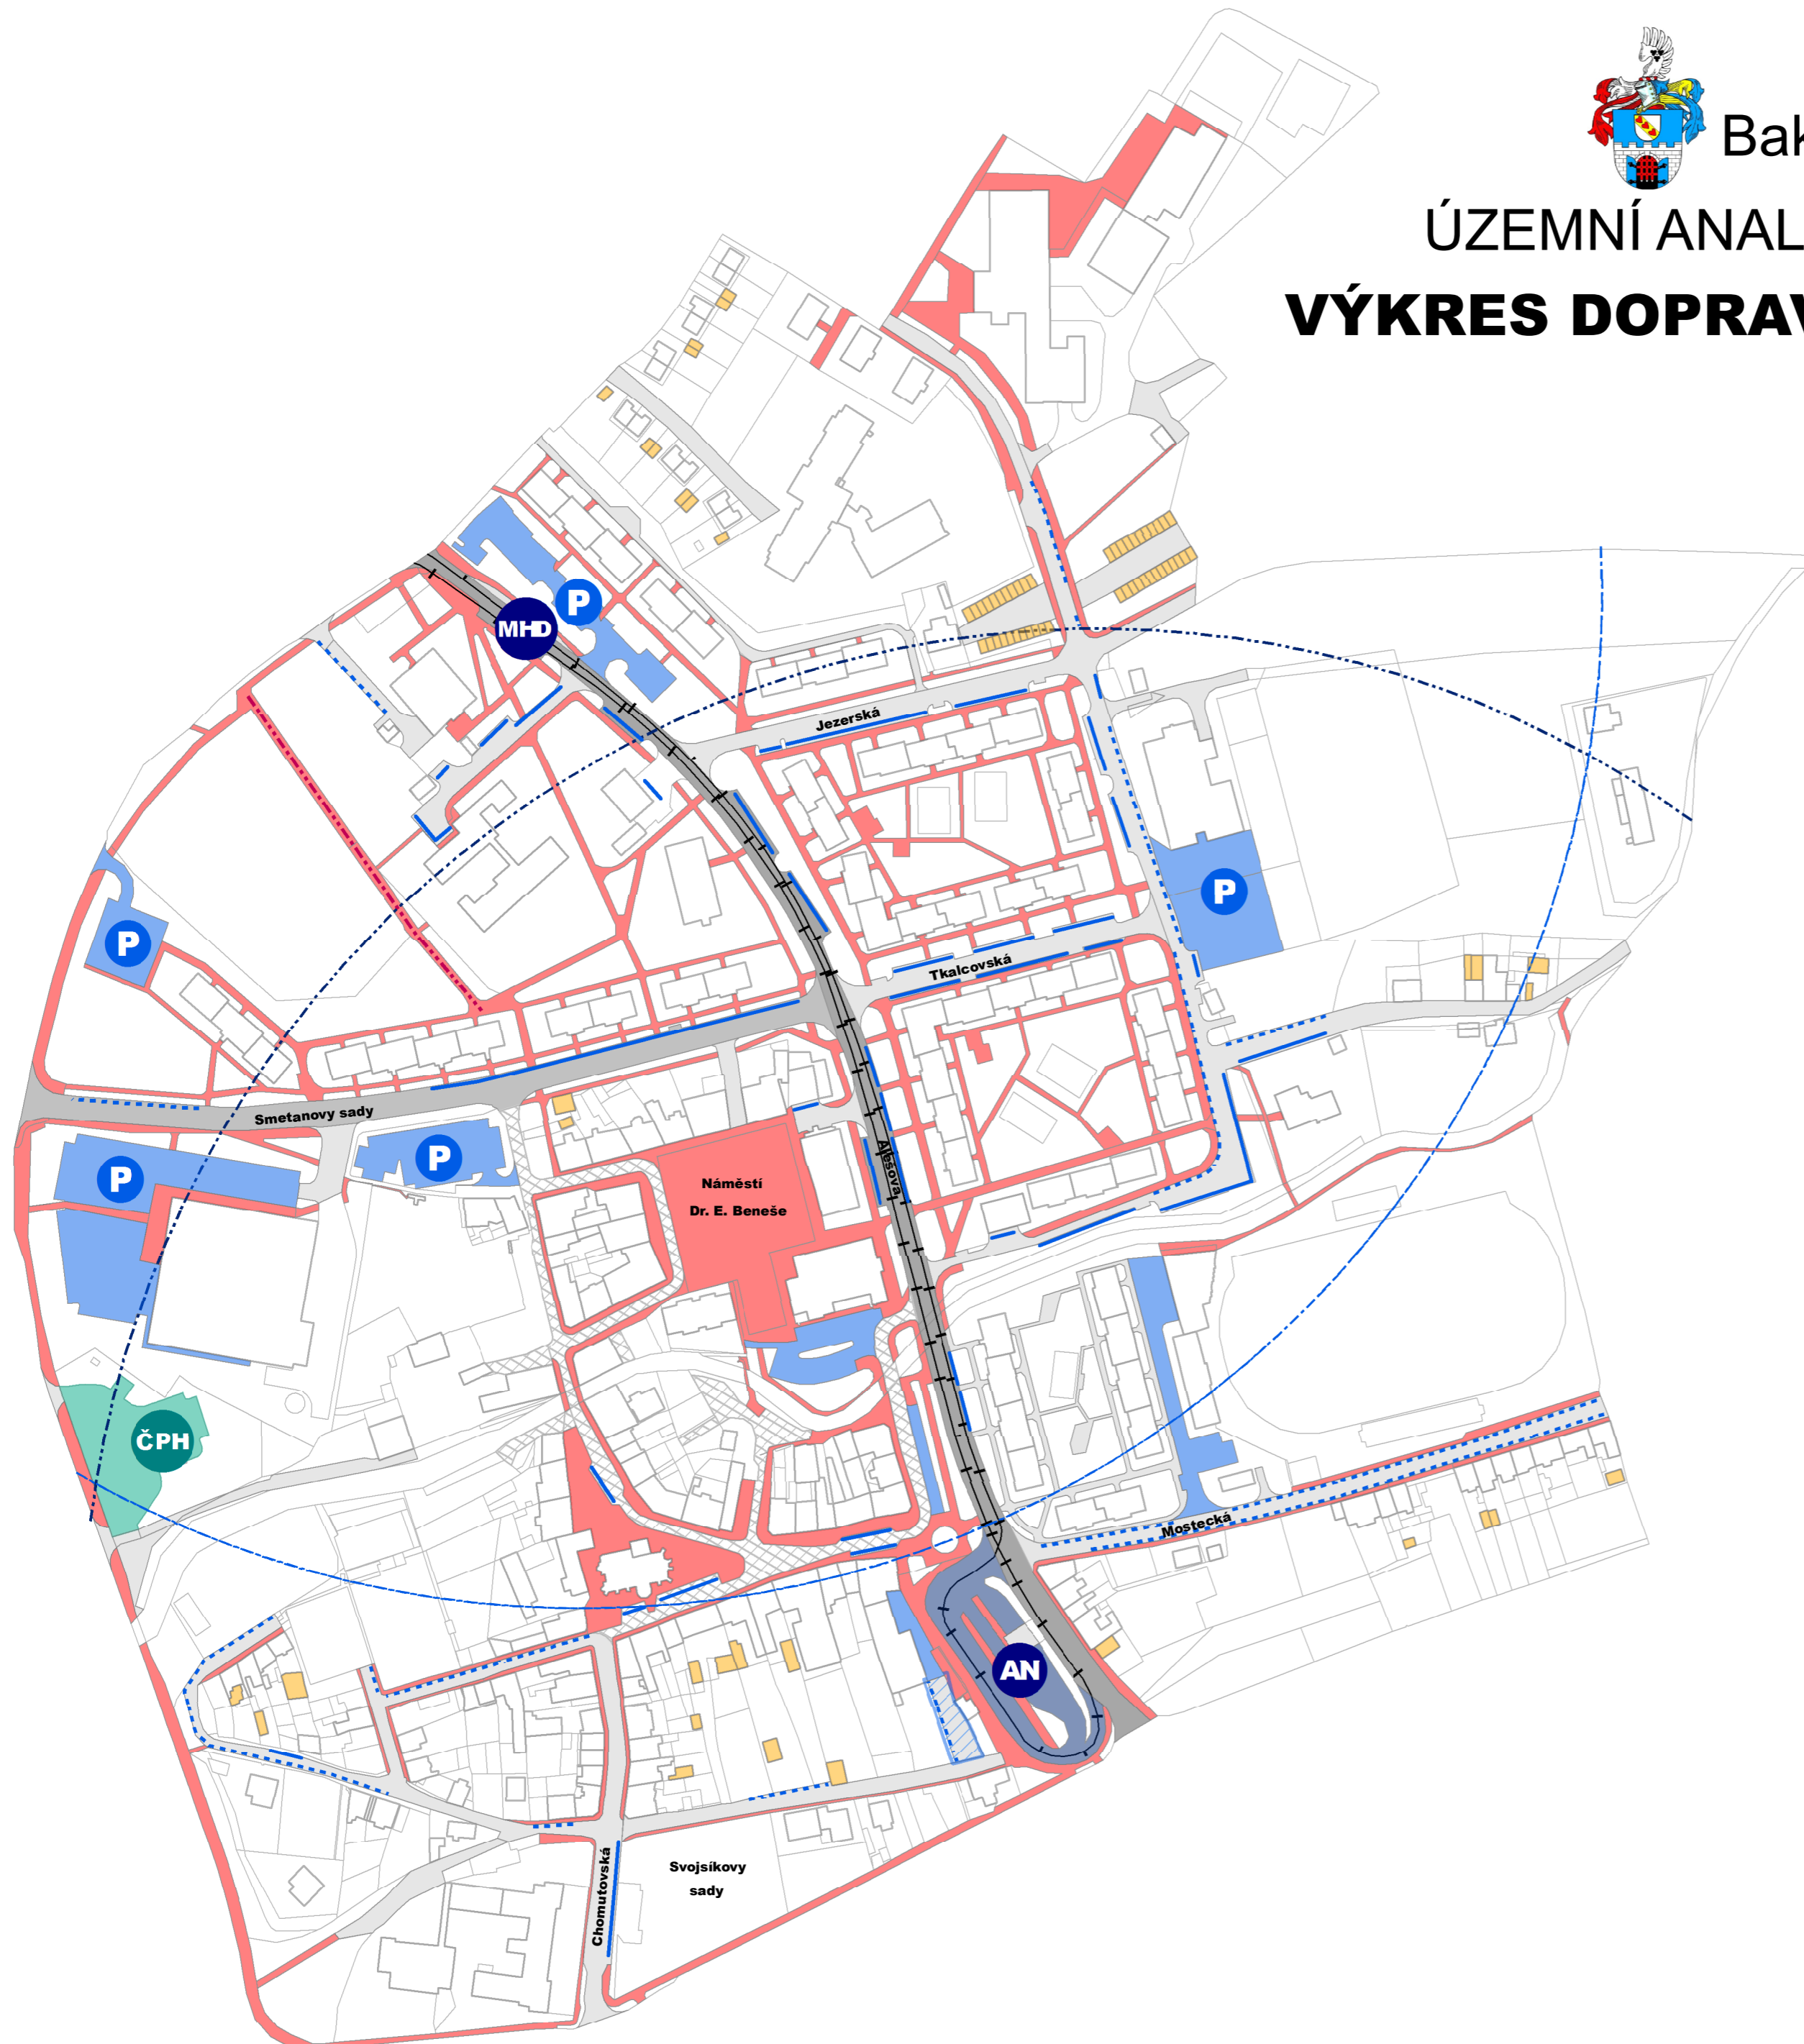 Bak
ÚZEMNÍ ANAL
VÝKRES DOPRAV
P
MHD
Jezerská
P
P
Tkalcovská
Smetanovy sady
P
P
Alešova
Náměstí
Dr. E. Beneše
ČPH
Mostecká
AN
Chomutovská
Svojsíkovy
sady